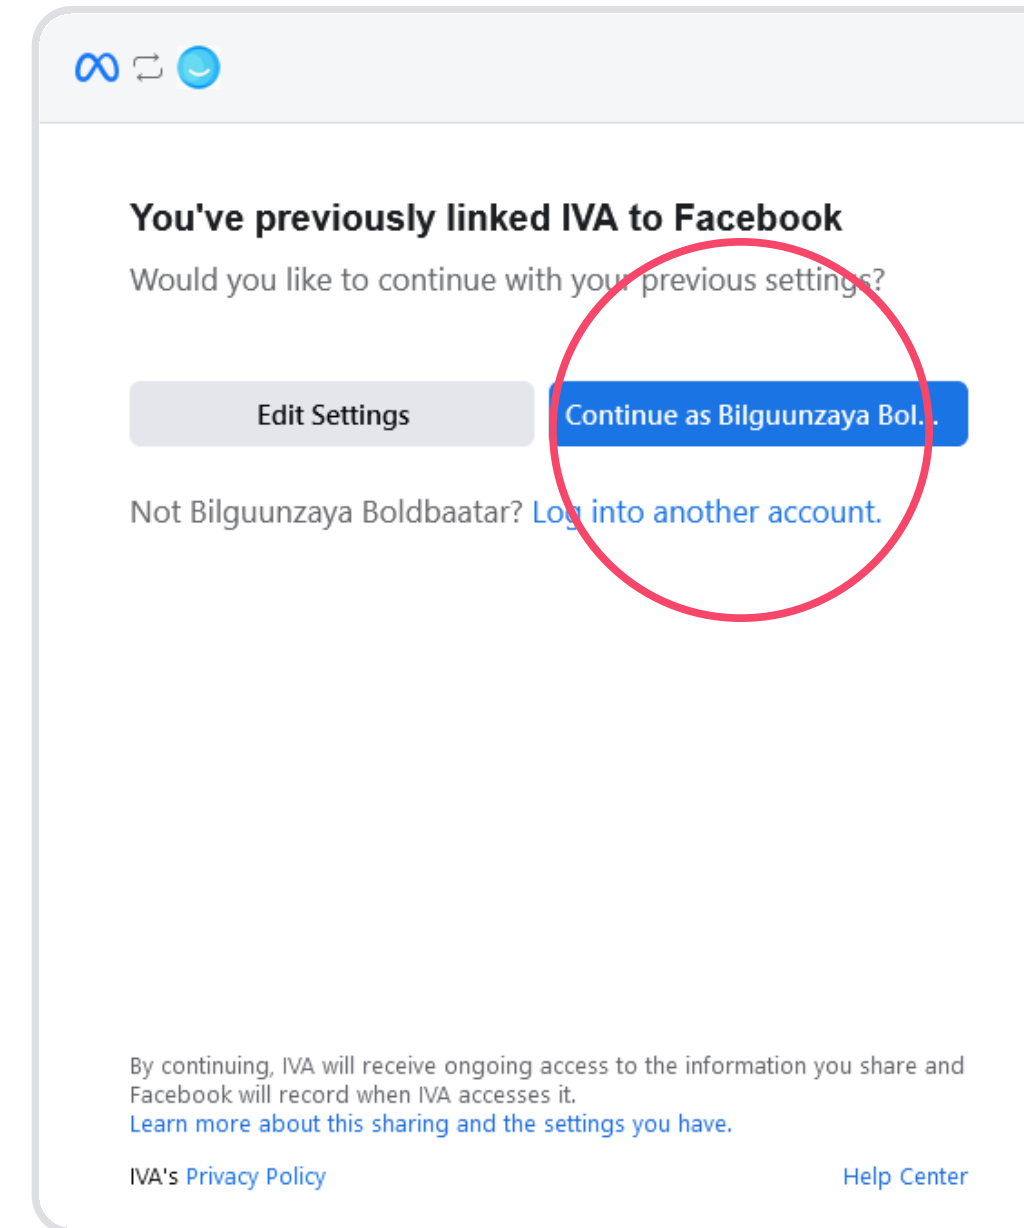 You've previously linked IVA to Facebook
Would you like to continue with your previous settings?
Edit Settings
Continue as Bilguunzaya Bol...
Not Bilguunzaya Boldbaatar? Log into another account.
By continuing, IVA will receive ongoing access to the information you share and
Facebook will record when IVA accesses it.
Learn more about this sharing and the settings you have.
IVA's Privacy Policy
Help Center